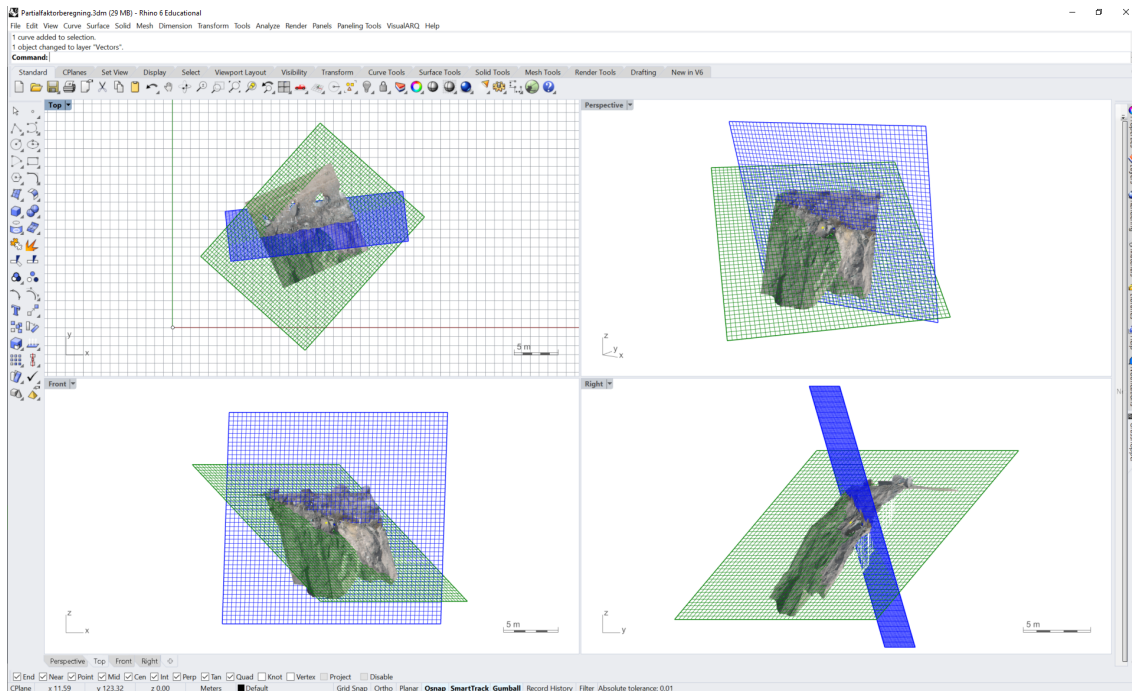 Partialfaktorberegning.3dm (29 MB) - Rhino 6 Educational
File Edit View Curve Surface Solid Mesh Dimension Transform Tools Analyze Render Panels Paneling Tools VisualARQ Help
1 curve added to selection.
1 object changed to layer "Vectors".
Command:
Standard CPlanes Set View Display Select Viewport Layout Visibility Transform Curve Tools Surface Tools Solid Tools Mesh Tools Render Tools Drafting New in V6
Top
Perspective
y
x
5 m
z
y
x
Front
Right
z
x
5 m
z
y
5 m
Perspective Top Front Right
End Near Point Mid Cen Int Perp Tan Quad Knot Vertex Project Disable
CPlane x 11.59 y 123.32 z 0.00 Meters Default Grid Snap Ortho Planar Osnap SmartTrack Gumball Record History Filter Absolute tolerance: 0.01